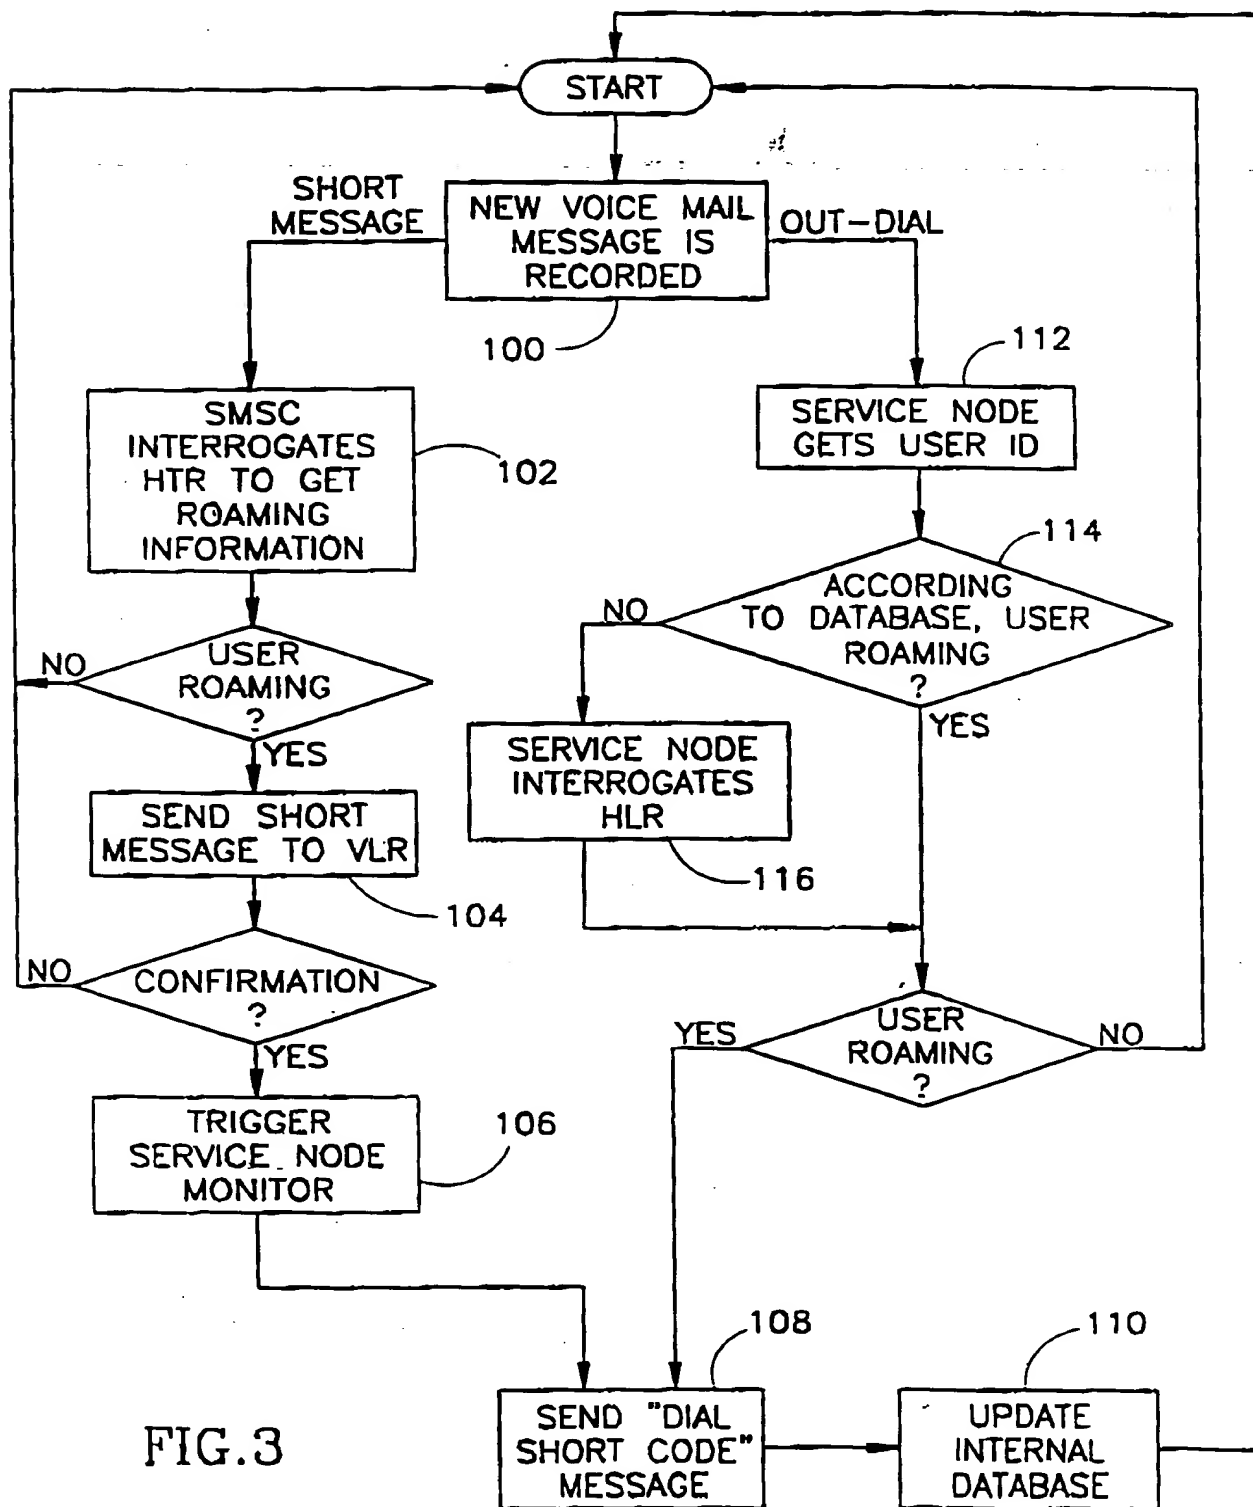 START
SHORT
MESSAGE
NEW VOICE MAIL
MESSAGE IS
RECORDED
OUT-DIAL
100
112
SMSC
INTERROGATES
HTR TO GET
ROAMING
INFORMATION
102
SERVICE NODE
GETS USER ID
114
ACCORDING
TO DATABASE, USER
ROAMING
?
NO
YES
USER
ROAMING
?
NO
YES
SERVICE NODE
INTERROGATES
HLR
116
SEND SHORT
MESSAGE TO VLR
104
CONFIRMATION
?
NO
YES
USER
ROAMING
?
YES
NO
TRIGGER
SERVICE NODE
MONITOR
106
108
110
SEND "DIAL
SHORT CODE"
MESSAGE
UPDATE
INTERNAL
DATABASE
FIG.3